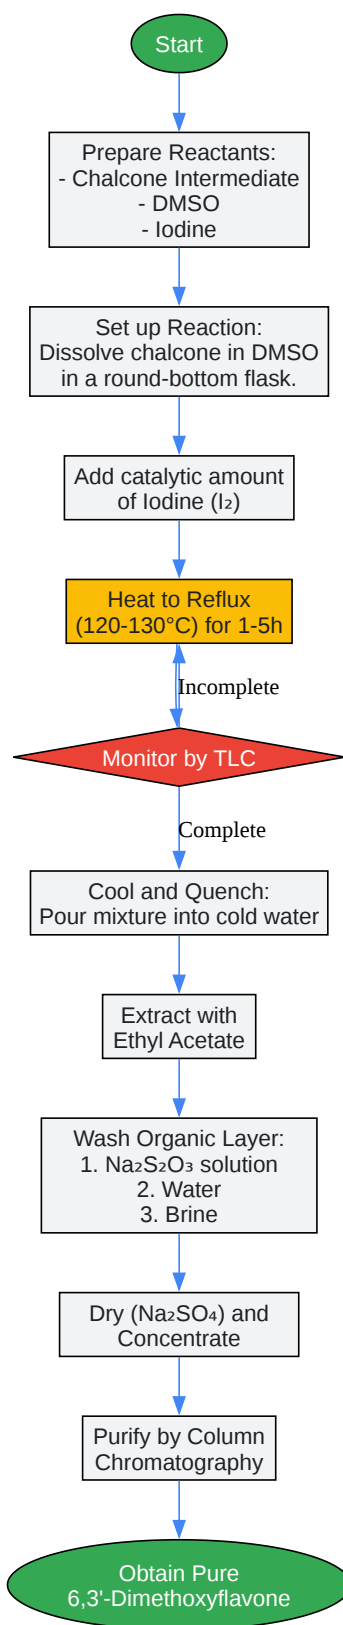 Start
Prepare Reactants:
- Chalcone Intermediate
- DMSO
- Iodine
Set up Reaction:
Dissolve chalcone in DMSO
in a round-bottom flask.
Add catalytic amount
of Iodine (I₂)
Heat to Reflux
(120-130°C) for 1-5h
Incomplete
Monitor by TLC
Complete
Cool and Quench:
Pour mixture into cold water
Extract with
Ethyl Acetate
Wash Organic Layer:
1. Na₂S₂O₃ solution
2. Water
3. Brine
Dry (Na₂SO₄) and
Concentrate
Purify by Column
Chromatography
Obtain Pure
6,3'-Dimethoxyflavone